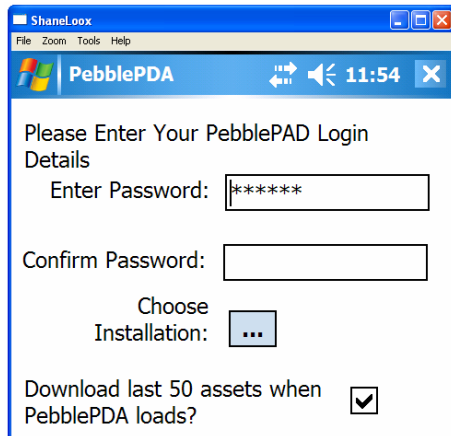 ShaneLoox
File Zoom Tools Help
PebblePDA 11:54
Please Enter Your PebblePAD Login
Details
Enter Password: ******
Confirm Password:
Choose
Installation: ...
Download last 50 assets when
PebblePDA loads?